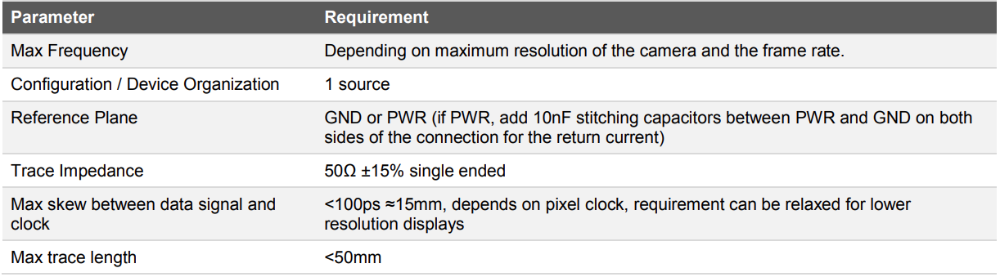 Parameter Requirement
Max Frequency Depending on maximum resolution of the camera and the frame rate.
Configuration / Device Organization 1 source
Reference Plane GND or PWR (if PWR, add 10nF stitching capacitors between PWR and GND on both
sides of the connection for the return current)
Trace Impedance 50Ω ±15% single ended
Max skew between data signal and <100ps ≈15mm, depends on pixel clock, requirement can be relaxed for lower
clock resolution displays
Max trace length <50mm